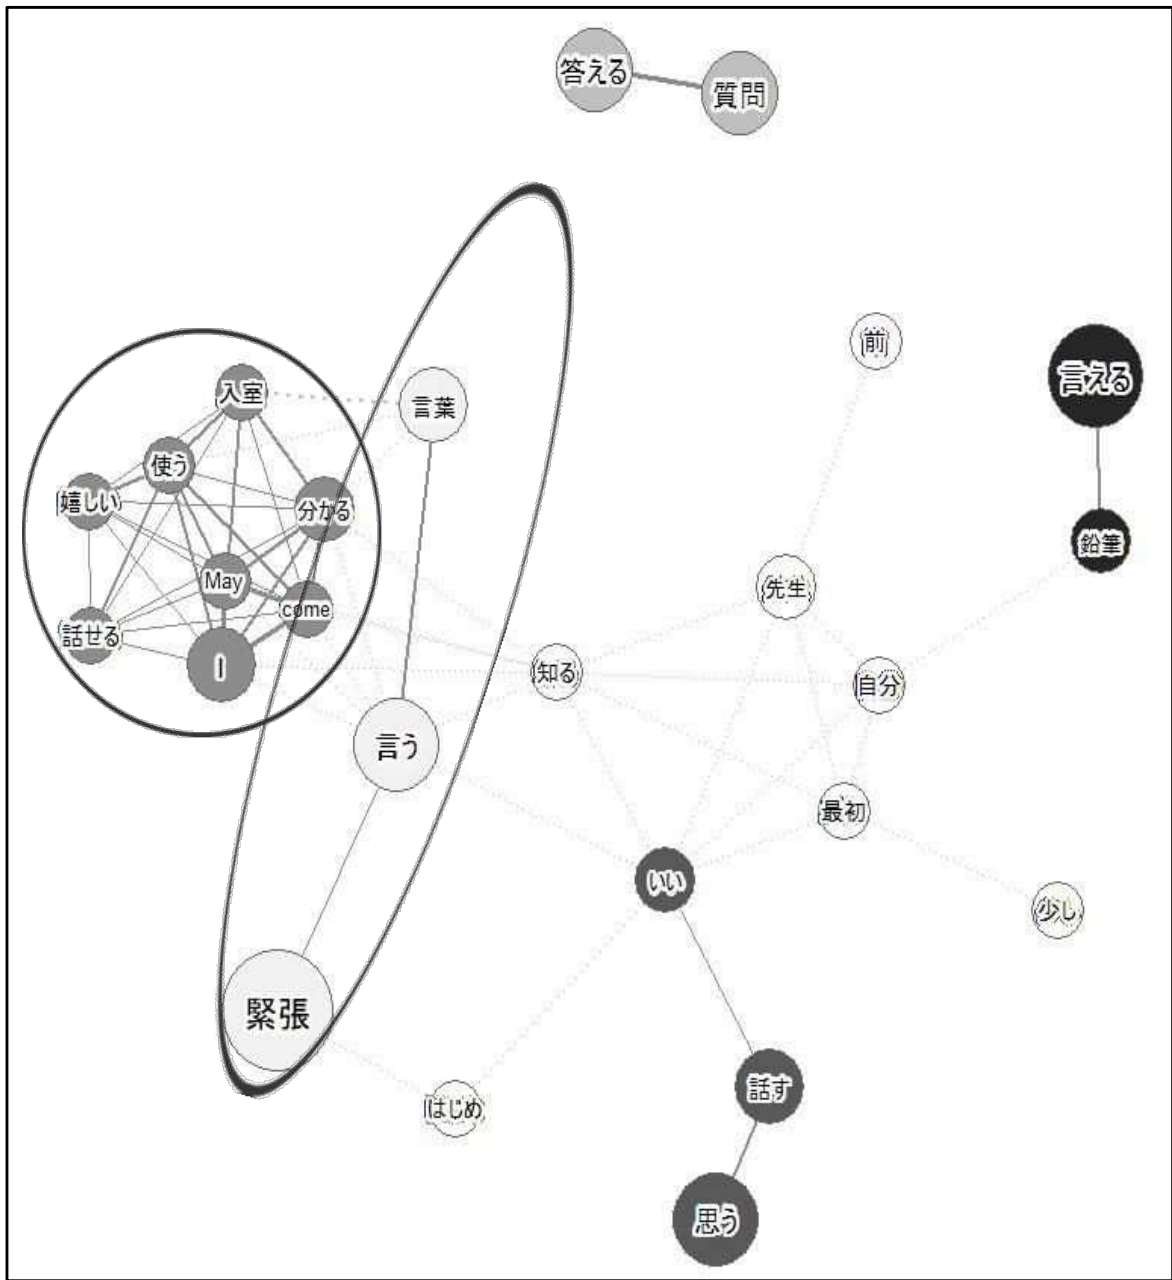 答える
質問
前
言える
入室
言葉
使う
嬉しい
分かる
鉛筆
May
先生
come
話せる
I
知る
自分
言う
最初
いい
少し
緊張
話す
はじめ
思う